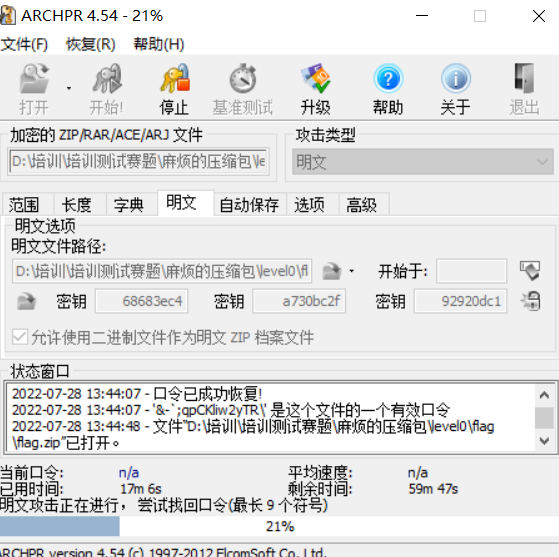 ARCHPR 4.54 - 21%
文件(F) 恢复(R) 帮助(H)
打开 开始! 停止 基准测试 升级 帮助 关于 退出
加密的 ZIP/RAR/ACE/ARJ 文件 攻击类型
D:\培训\培训测试赛题\麻烦的压缩包\le 明文
范围 长度 字典 明文 自动保存 选项 高级
明文选项
明文文件路径:
D:\培训\培训测试赛题\麻烦的压缩包\level0\fl 开始于:
密钥 68683ec4 密钥 a730bc2f 密钥 92920dc1
允许使用二进制文件作为明文 ZIP 档案文件
状态窗口
2022-07-28 13:44:07 - 口令已成功恢复!
2022-07-28 13:44:07 - '&-`;qpCKliw2yTR\' 是这个文件的一个有效口令
2022-07-28 13:44:48 - 文件“D:\培训\培训测试赛题\麻烦的压缩包\level0\flag
\flag.zip”已打开。
当前口令: n/a 平均速度: n/a
已用时间: 17m 6s 剩余时间: 59m 47s
明文攻击正在进行，尝试找回口令(最长 9 个符号)
21%
ARCHPR version 4.54 (c) 1997-2012 ElcomSoft Co. Ltd.